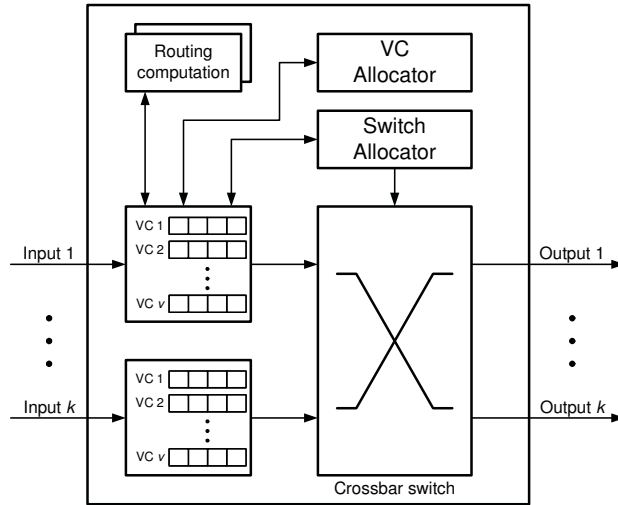 Routing
computation
VC
Allocator
Switch
Allocator
VC 1
VC 2
VC v
Input 1
Output 1
VC 1
VC 2
VC v
Input k
Output k
Crossbar switch